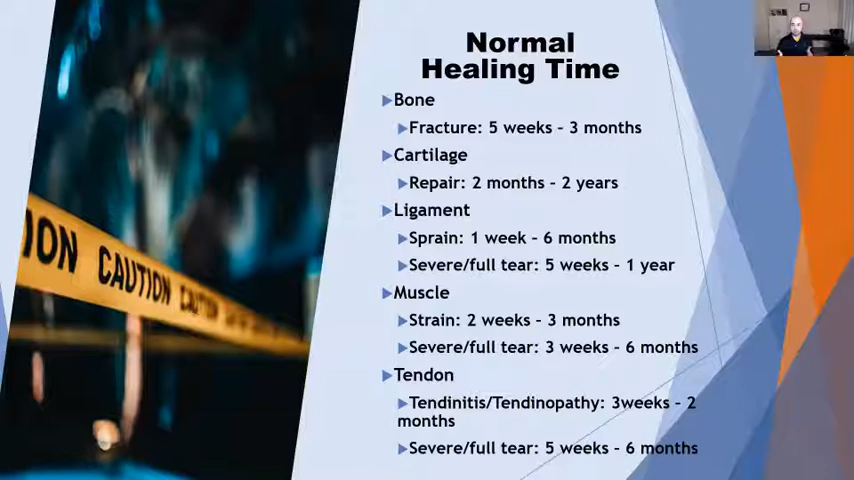 Normal
Healing Time
Bone
Fracture: 5 weeks – 3 months
Cartilage
Repair: 2 months – 2 years
Ligament
Sprain: 1 week – 6 months
Severe/full tear: 5 weeks – 1 year
Muscle
Strain: 2 weeks – 3 months
Severe/full tear: 3 weeks – 6 months
Tendon
Tendinitis/Tendinopathy: 3weeks – 2
months
Severe/full tear: 5 weeks – 6 months
ION CAUTION CAUTION